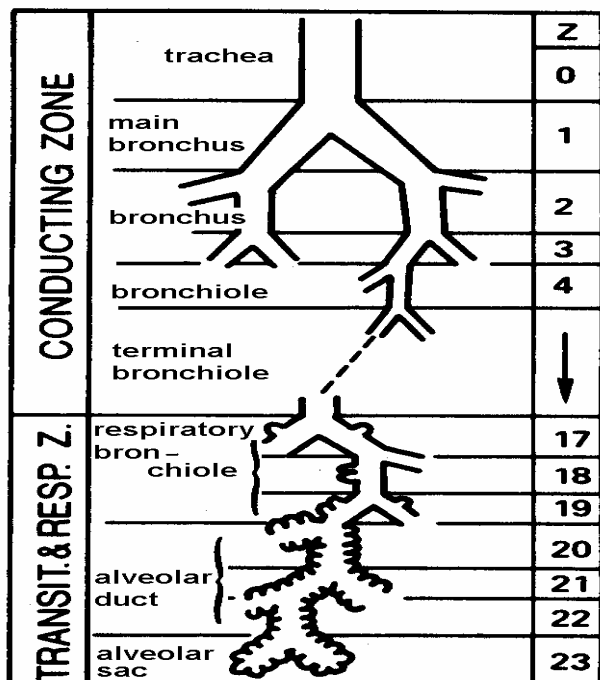 CONDUCTING ZONE
trachea
main
bronchus
bronchus
bronchiole
terminal
bronchiole
Z
0
1
2
3
4
TRANSIT.& RESP. Z.
respiratory
bron–
chiole
alveolar
duct
alveolar
sac
17
18
19
20
21
22
23